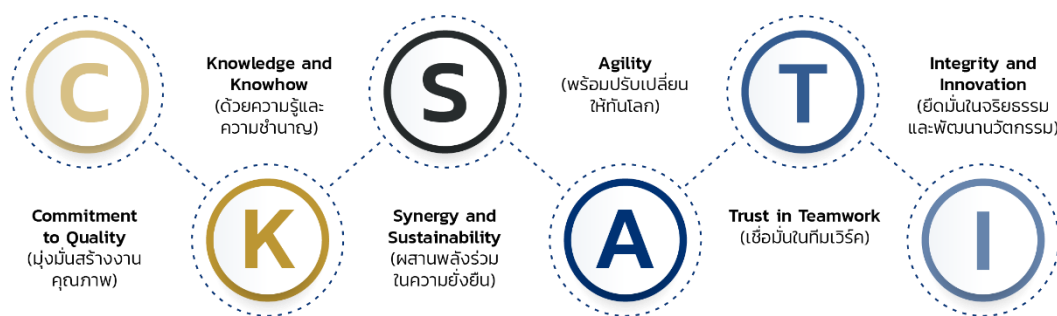 C
Commitment
to Quality
(มุ่งมั่นสร้างงาน
คุณภาพ)
Knowledge and
Knowhow
(ด้วยความรู้และ
ความชำนาญ)
K
S
Synergy and
Sustainability
(ผสานพลังร่วม
ในความยั่งยืน)
Agility
(พร้อมปรับเปลี่ยน
ให้ทันโลก)
A
T
Trust in Teamwork
(เชื่อมั่นในทีมเวิร์ค)
Integrity and
Innovation
(ยึดมั่นในจริยธรรม
และพัฒนานวัตกรรม)
I